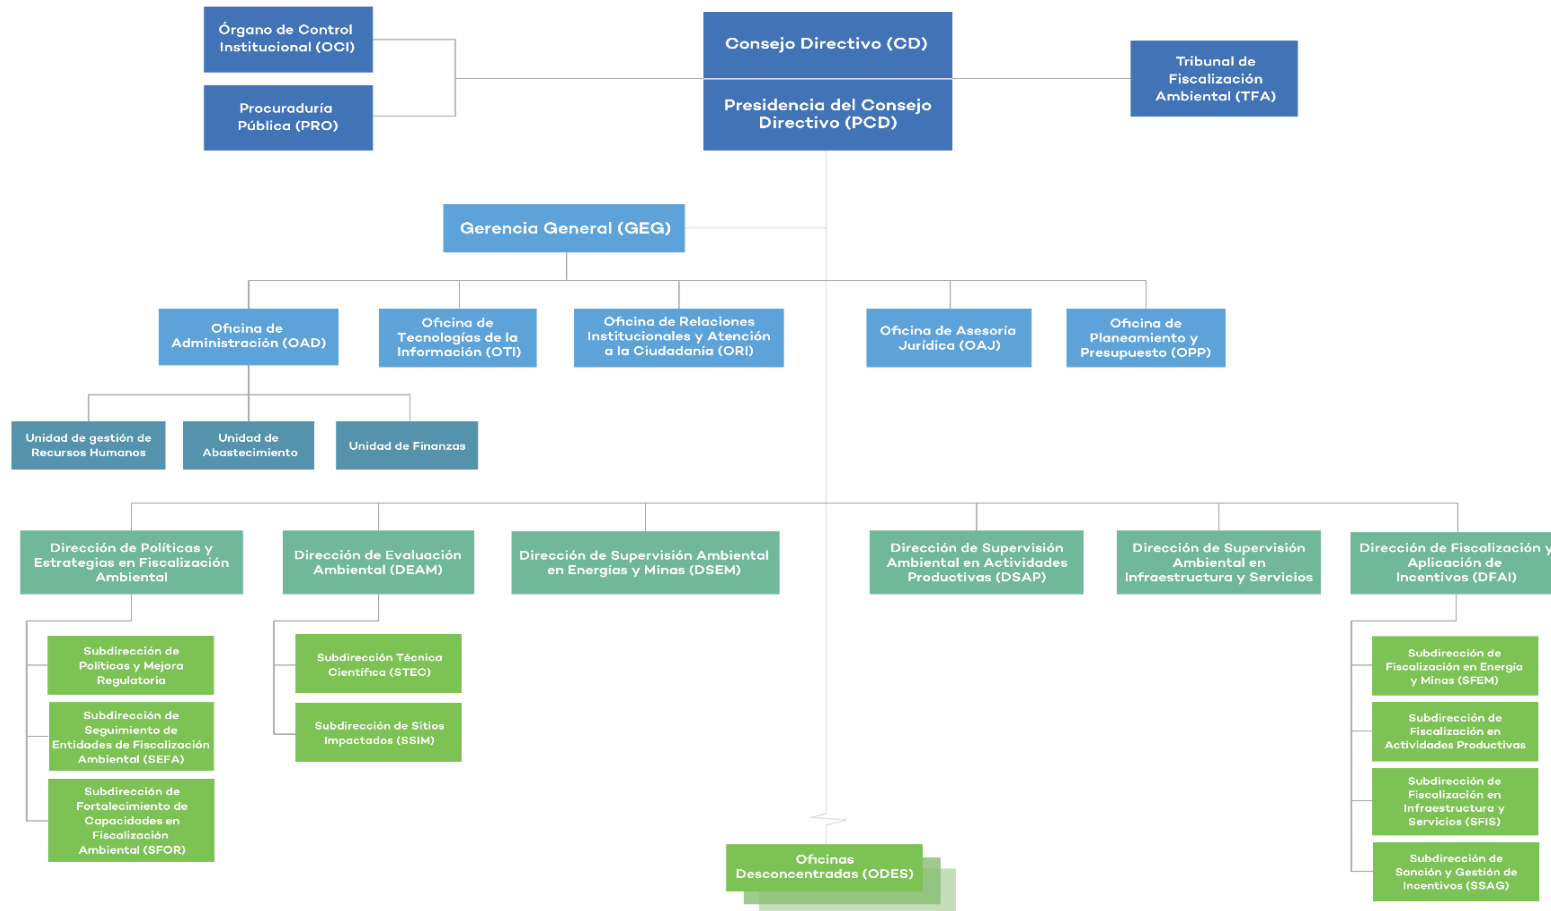 Órgano de Control
Institucional (OCI)
Procuraduría
Pública (PRO)
Consejo Directivo (CD)
Presidencia del Consejo
Directivo (PCD)
Tribunal de
Fiscalización
Ambiental (TFA)
Gerencia General (GEG)
Oficina de
Administración (OAD)
Oficina de
Tecnologías de la
Información (OTI)
Oficina de Relaciones
Institucionales y Atención
a la Ciudadanía (ORI)
Oficina de Asesoría
Jurídica (OAJ)
Oficina de
Planeamiento y
Presupuesto (OPP)
Unidad de gestión de
Recursos Humanos
Unidad de
Abastecimiento
Unidad de Finanzas
Dirección de Políticas y
Estrategias en Fiscalización
Ambiental
Dirección de Evaluación
Ambiental (DEAM)
Dirección de Supervisión Ambiental
en Energías y Minas (DSEM)
Dirección de Supervisión
Ambiental en Actividades
Productivas (DSAP)
Dirección de Supervisión
Ambiental en
Infraestructura y Servicios
Dirección de Fiscalización y
Aplicación de
Incentivos (DFAI)
Subdirección de
Políticas y Mejora
Regulatoria
Subdirección de
Seguimiento de
Entidades de Fiscalización
Ambiental (SEFA)
Subdirección de
Fortalecimiento de
Capacidades en
Fiscalización
Ambiental (SFOR)
Subdirección Técnica
Científica (STEC)
Subdirección de Sitios
Impactados (SSIM)
Subdirección de
Fiscalización en Energía
y Minas (SFEM)
Subdirección de
Fiscalización en
Actividades Productivas
Subdirección de
Fiscalización en
Infraestructura y
Servicios (SFIS)
Subdirección de
Sanción y Gestión de
Incentivos (SSAG)
Oficinas
Desconcentradas (ODES)